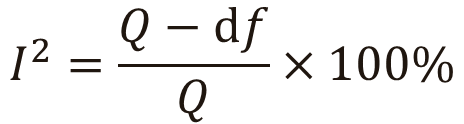 I² = (Q − df)/Q × 100%